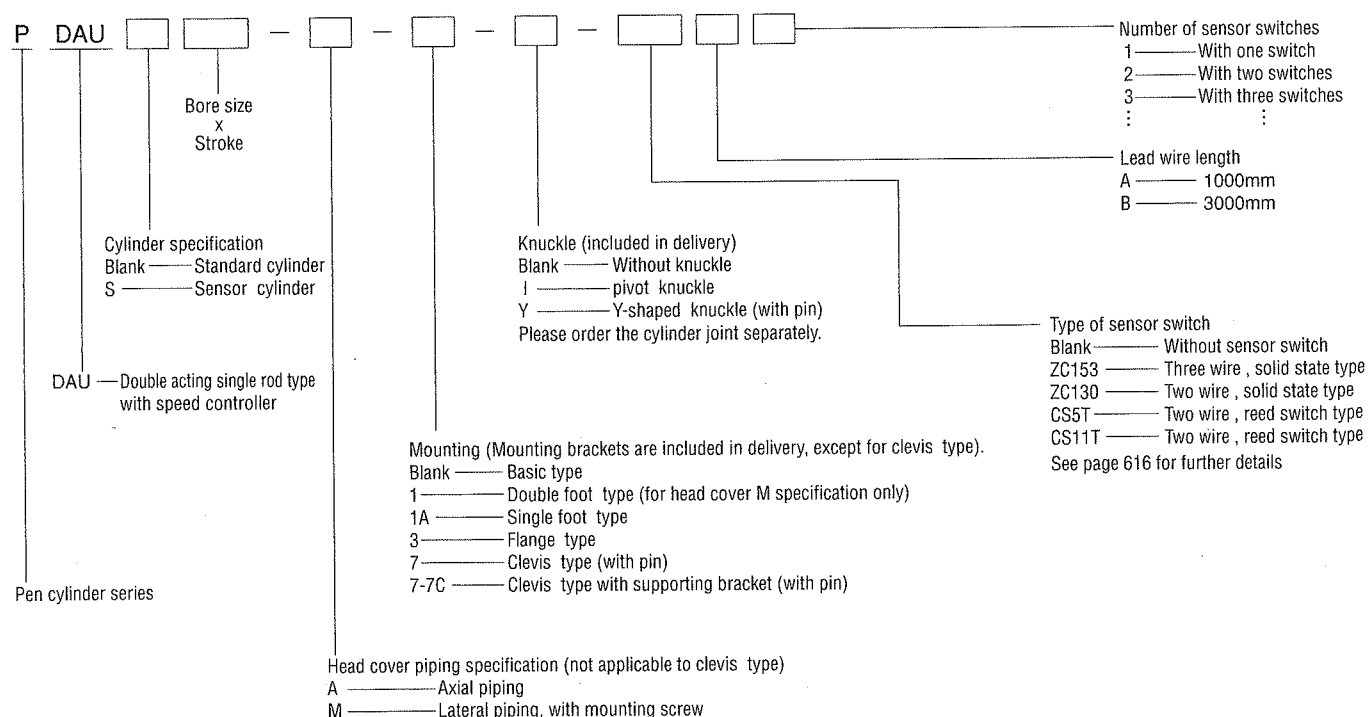 P DAU — — — —
Bore size
x
Stroke
Number of sensor switches
1 With one switch
2 With two switches
3 With three switches
⋮ ⋮
Lead wire length
A 1000mm
B 3000mm
Cylinder specification
Blank Standard cylinder
S Sensor cylinder
Knuckle (included in delivery)
Blank Without knuckle
I pivot knuckle
Y Y-shaped knuckle (with pin)
Please order the cylinder joint separately.
Type of sensor switch
Blank Without sensor switch
ZC153 Three wire , solid state type
ZC130 Two wire , solid state type
CS5T Two wire , reed switch type
CS11T Two wire , reed switch type
See page 616 for further details
DAU Double acting single rod type
with speed controller
Mounting (Mounting brackets are included in delivery, except for clevis type).
Blank Basic type
1 Double foot type (for head cover M specification only)
1A Single foot type
3 Flange type
7 Clevis type (with pin)
7-7C Clevis type with supporting bracket (with pin)
Pen cylinder series
Head cover piping specification (not applicable to clevis type)
A Axial piping
M Lateral piping, with mounting screw